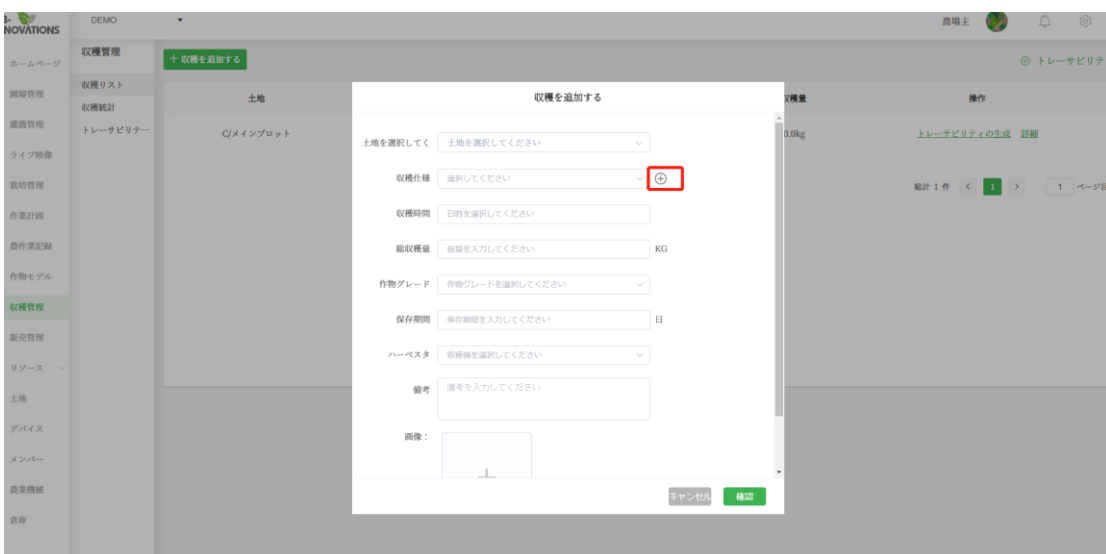 NOVATIONS
DEMO
農場主
ホームページ
圃場管理
ライブ映像
栽培管理
作業計画
農作業記録
作物モデル
収穫管理
販売管理
リソース
土地
デバイス
メンバー
農業機械
倉庫
収穫管理
収穫リスト
収穫統計
トレーサビリテー
+ 収穫を追加する
トレーサビリテ
土地
収穫量
操作
C/メインプロット
0.0kg
トレーサビリティの生成 詳細
総計 1 件 < 1 > 1 ページ目
収穫を追加する
土地を選択してく 土地を選択してください
収穫仕様 選択してください
収穫時間 日時を選択してください
総収穫量 総量を入力してください KG
作物グレード 作物グレードを選択してください
保存期間 保存期間を入力してください 日
ハーベスタ 収穫機を選択してください
備考 備考を入力してください
画像：
キャンセル 確認